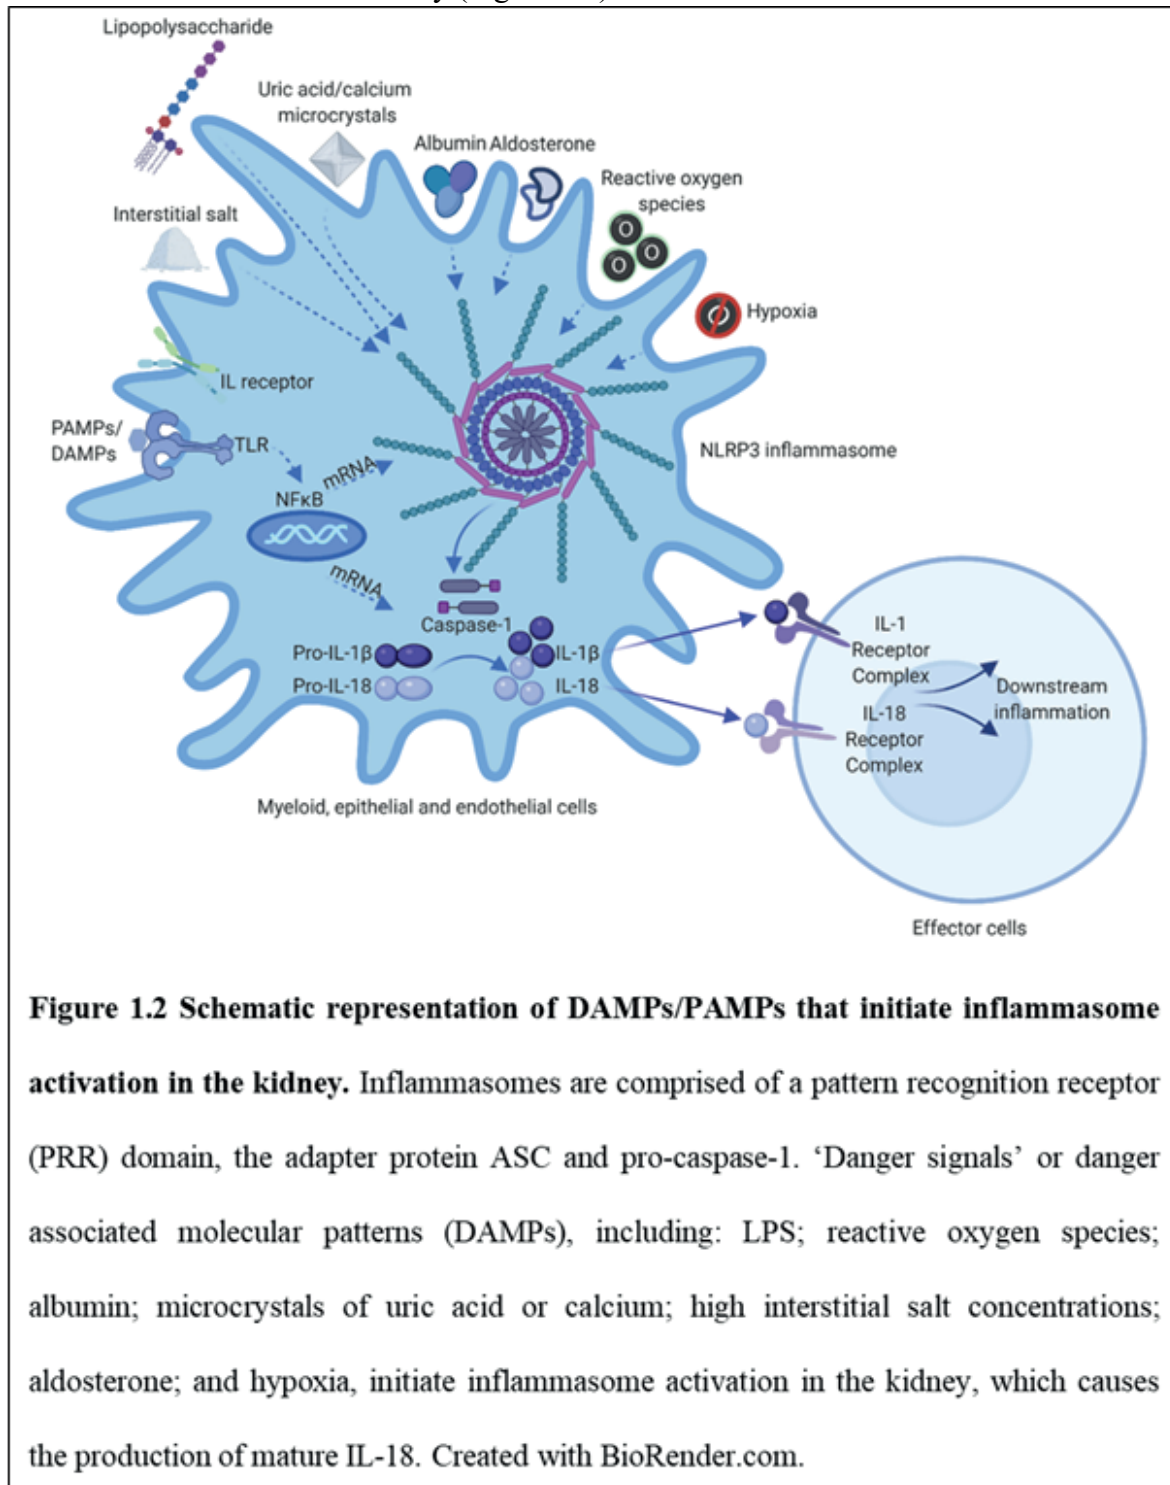 Lipopolysaccharide
Uric acid/calcium
microcrystals
Albumin Aldosterone
Reactive oxygen
species
Interstitial salt
Hypoxia
IL receptor
PAMPs/
DAMPs
TLR
NLRP3 inflammasome
mRNA
NFκB
mRNA
Caspase-1
Pro-IL-1β
IL-1β
Pro-IL-18
IL-18
IL-1
Receptor
Complex
Downstream
inflammation
IL-18
Receptor
Complex
Myeloid, epithelial and endothelial cells
Effector cells
Figure 1.2 Schematic representation of DAMPs/PAMPs that initiate inflammasome
activation in the kidney. Inflammasomes are comprised of a pattern recognition receptor
(PRR) domain, the adapter protein ASC and pro-caspase-1. ‘Danger signals’ or danger
associated molecular patterns (DAMPs), including: LPS; reactive oxygen species;
albumin; microcrystals of uric acid or calcium; high interstitial salt concentrations;
aldosterone; and hypoxia, initiate inflammasome activation in the kidney, which causes
the production of mature IL-18. Created with BioRender.com.